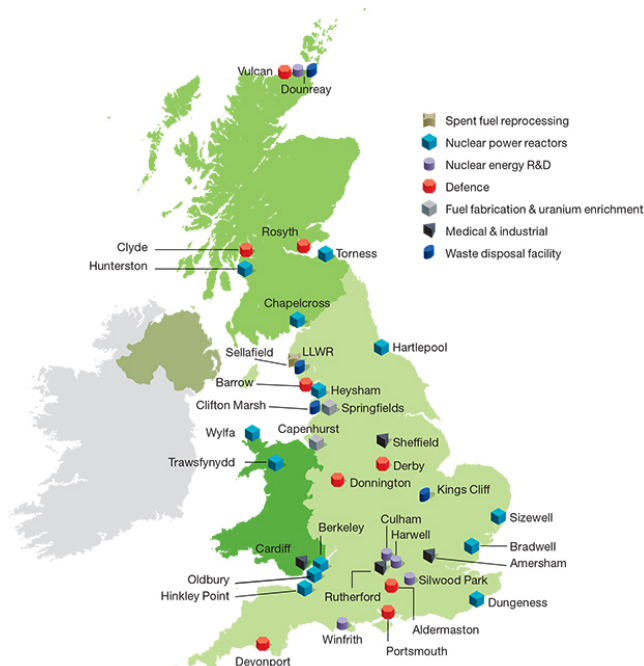 Vulcan
Dounreay
Spent fuel reprocessing
Nuclear power reactors
Nuclear energy R&D
Defence
Fuel fabrication & uranium enrichment
Medical & industrial
Waste disposal facility
Rosyth
Clyde
Torness
Hunterston
Chapelcross
Hartlepool
LLWR
Sellafield
Barrow
Heysham
Clifton Marsh
Springfields
Wylfa
Capenhurst
Sheffield
Trawsfynydd
Derby
Donnington
Kings Cliff
Sizewell
Culham
Berkeley
Harwell
Bradwell
Cardiff
Amersham
Oldbury
Silwood Park
Hinkley Point
Rutherford
Dungeness
Aldermaston
Winfrith
Portsmouth
Devonport